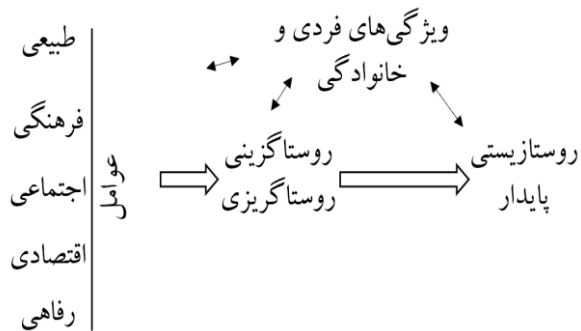 ویژگی‌های فردی و
خانوادگی
روستازیستی
پایدار
روستاگزینی
روستاگریزی
عوامل
طبیعی
فرهنگی
اجتماعی
اقتصادی
رفاهی